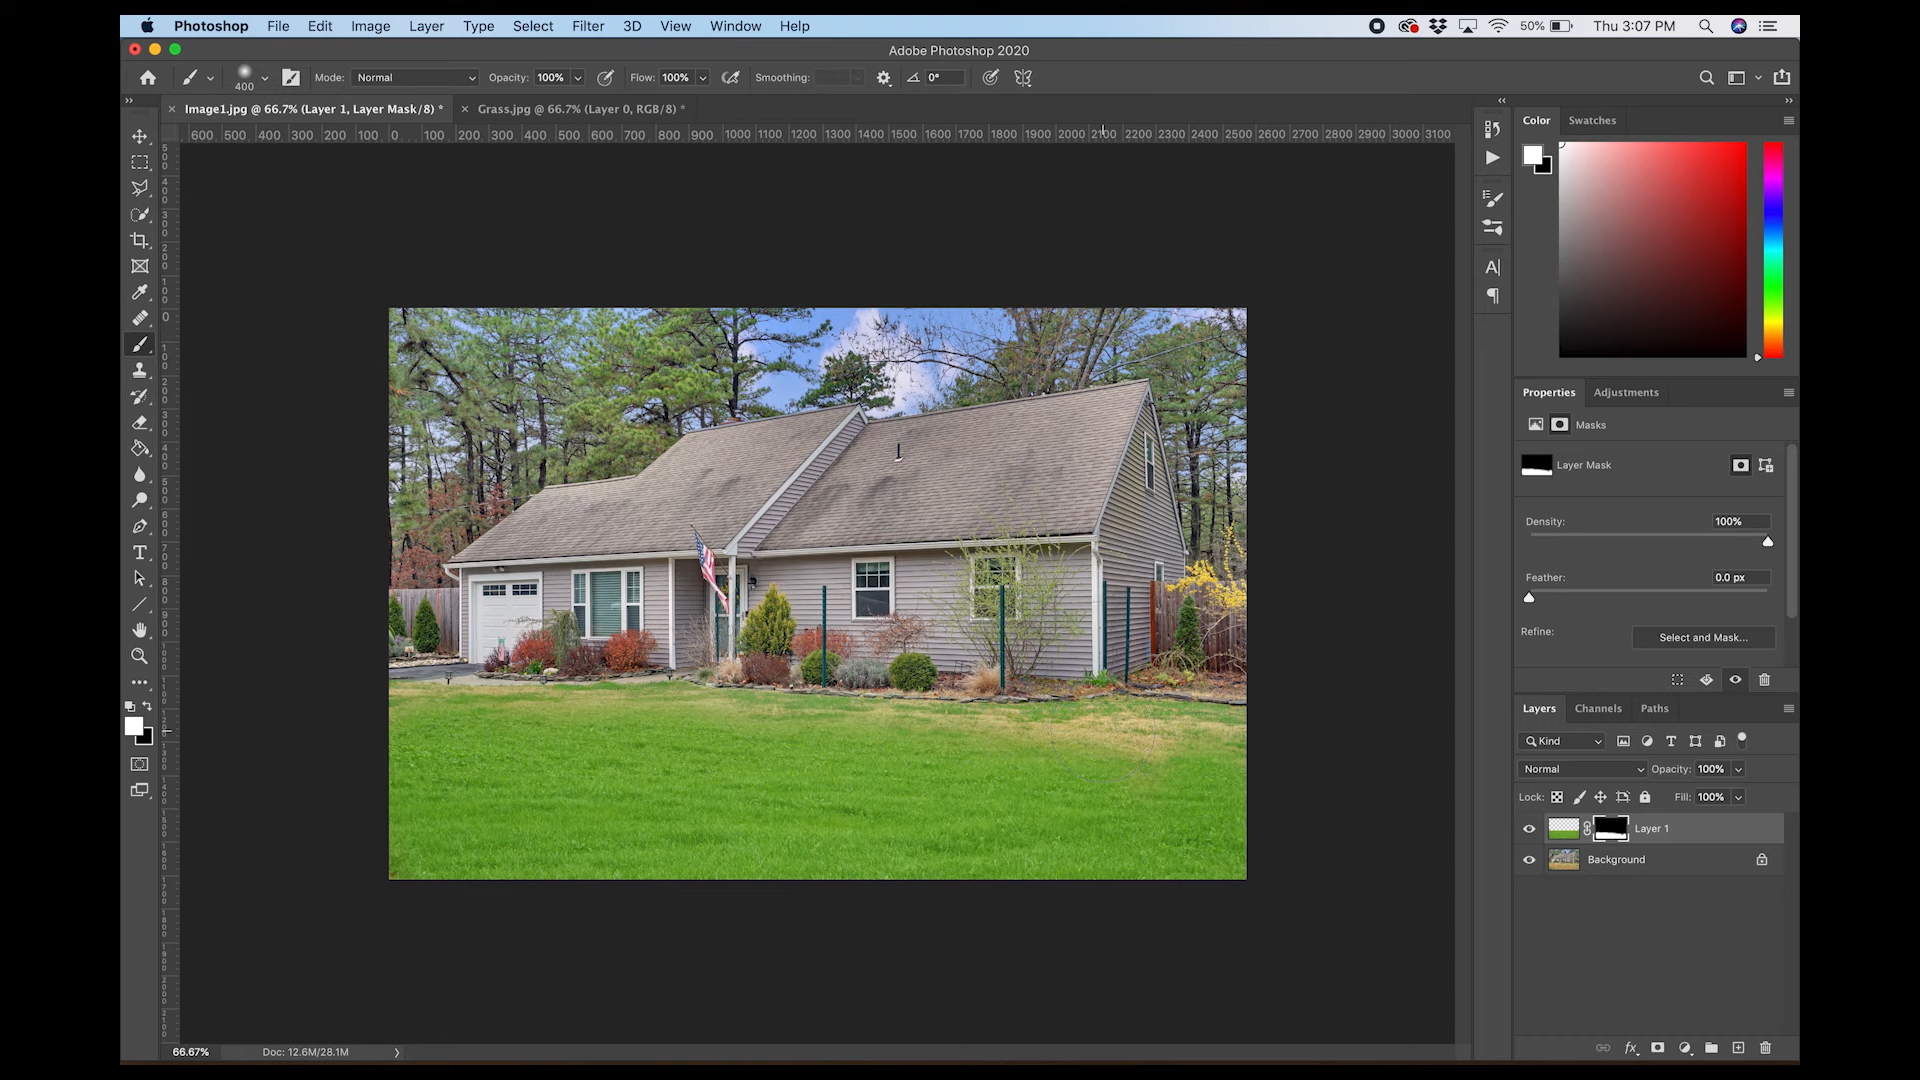 Photoshop File Edit Image Layer Type Select Filter 3D View Window Help 50% Thu 3:07 PM
Adobe Photoshop 2020
400 Mode: Normal Opacity: 100% Flow: 100% Smoothing: 0°
Image1.jpg @ 66.7% (Layer 1, Layer Mask/8) * Grass.jpg @ 66.7% (Layer 0, RGB/8) *
600 500 400 300 200 100 0 100 200 300 400 500 600 700 800 900 1000 1100 1200 1300 1400 1500 1600 1700 1800 1900 2000 2100 2200 2300 2400 2500 2600 2700 2800 2900 3000 3100
Color Swatches
Properties Adjustments
Masks
Layer Mask
Density: 100%
Feather: 0.0 px
Refine: Select and Mask...
Layers Channels Paths
Kind
Normal Opacity: 100%
Lock: Fill: 100%
Layer 1
Background
fx
66.67% Doc: 12.6M/28.1M